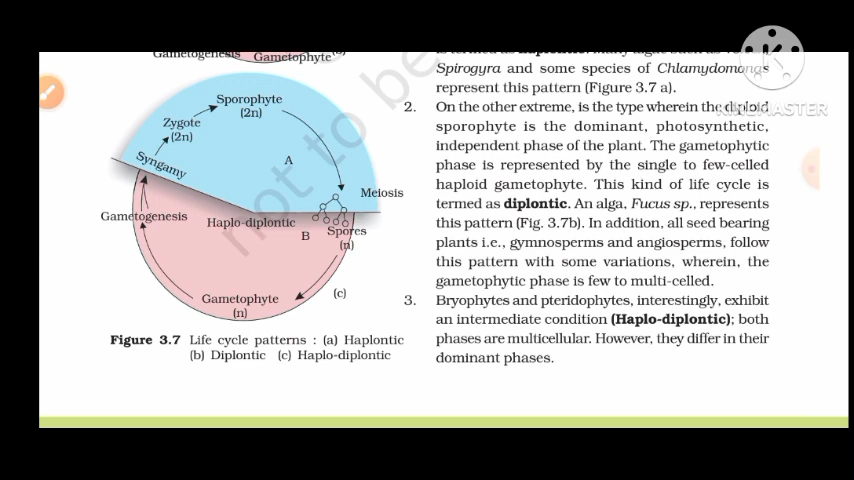 Gametogenesis
Gametophyte
Sporophyte
(2n)
Zygote
(2n)
Syngamy
A
Meiosis
Gametogenesis
Haplo-diplontic
B
Spores
(n)
Gametophyte
(n)
(c)
Figure 3.7 Life cycle patterns : (a) Haplontic
(b) Diplontic (c) Haplo-diplontic
Spirogyra and some species of Chlamydomonas
represent this pattern (Figure 3.7 a).
2. On the other extreme, is the type wherein the diploid
sporophyte is the dominant, photosynthetic,
independent phase of the plant. The gametophytic
phase is represented by the single to few-celled
haploid gametophyte. This kind of life cycle is
termed as diplontic. An alga, Fucus sp., represents
this pattern (Fig. 3.7b). In addition, all seed bearing
plants i.e., gymnosperms and angiosperms, follow
this pattern with some variations, wherein, the
gametophytic phase is few to multi-celled.
3. Bryophytes and pteridophytes, interestingly, exhibit
an intermediate condition (Haplo-diplontic); both
phases are multicellular. However, they differ in their
dominant phases.
not to be
KINEMASTER